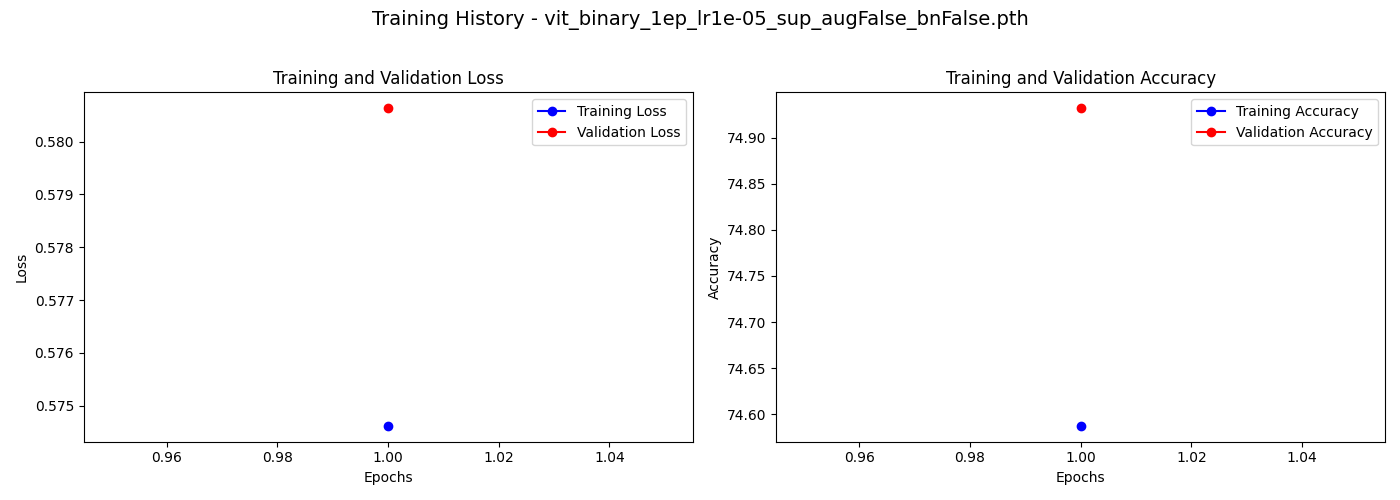 Training History - vit_binary_1ep_lr1e-05_sup_augFalse_bnFalse.pth
Training and Validation Loss
Training Loss
Validation Loss
0.580
0.579
0.578
0.577
0.576
0.575
Loss
0.96 0.98 1.00 1.02 1.04
Epochs
Training and Validation Accuracy
Training Accuracy
Validation Accuracy
74.90
74.85
74.80
74.75
74.70
74.65
74.60
Accuracy
0.96 0.98 1.00 1.02 1.04
Epochs